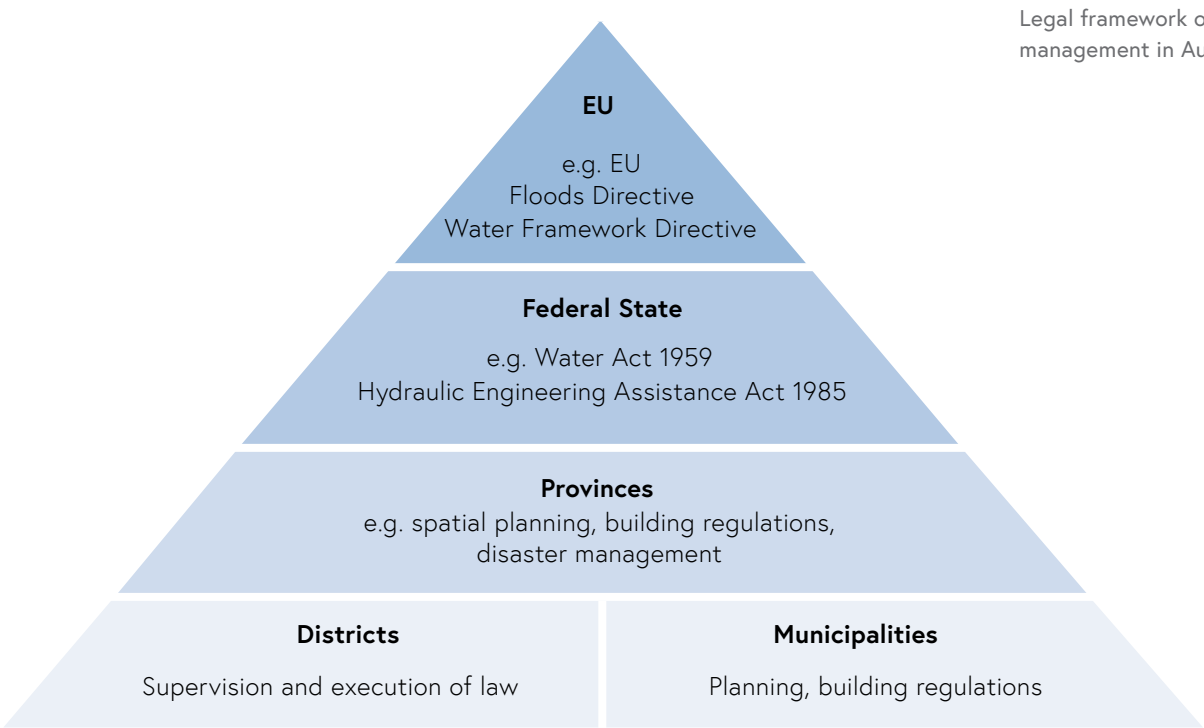 Legal framework
management in
EU
e.g. EU
Floods Directive
Water Framework Directive
Federal State
e.g. Water Act 1959
Hydraulic Engineering Assistance Act 1985
Provinces
e.g. spatial planning, building regulations,
disaster management
Districts
Municipalities
Supervision and execution of law
Planning, building regulations